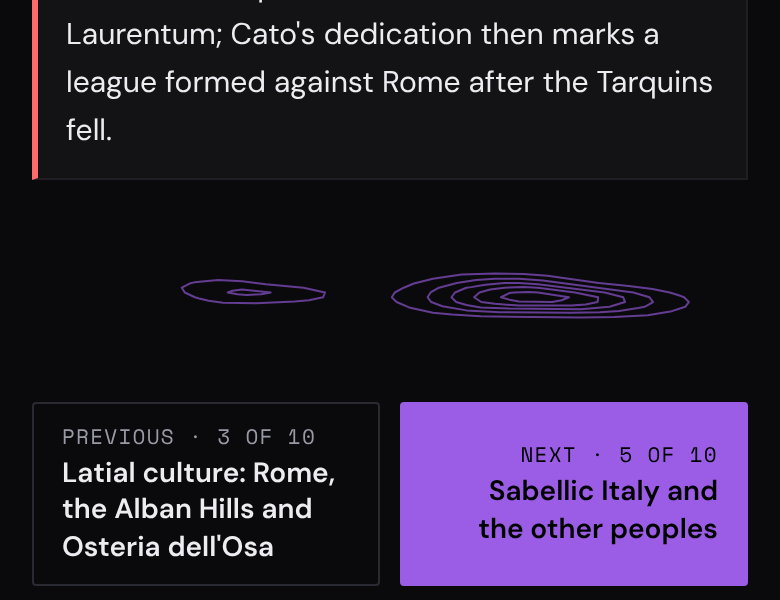 Laurentum; Cato's dedication then marks a
league formed against Rome after the Tarquins
fell.
PREVIOUS · 3 OF 10
Latial culture: Rome,
the Alban Hills and
Osteria dell'Osa
NEXT · 5 OF 10
Sabellic Italy and
the other peoples